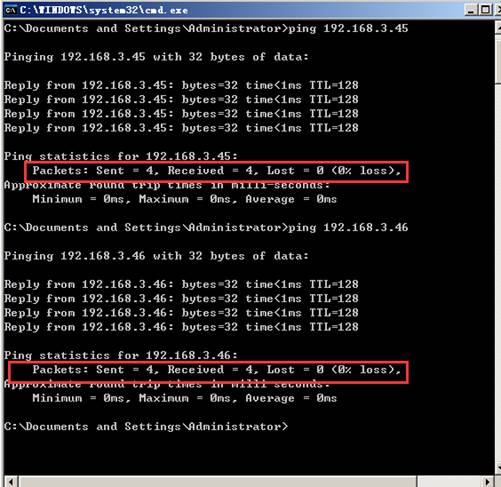 C:\WINDOWS\system32\cmd.exe
C:\Documents and Settings\Administrator>ping 192.168.3.45
Pinging 192.168.3.45 with 32 bytes of data:
Reply from 192.168.3.45: bytes=32 time<1ms TTL=128
Reply from 192.168.3.45: bytes=32 time<1ms TTL=128
Reply from 192.168.3.45: bytes=32 time<1ms TTL=128
Reply from 192.168.3.45: bytes=32 time<1ms TTL=128
Ping statistics for 192.168.3.45:
Packets: Sent = 4, Received = 4, Lost = 0 (0% loss),
Approximate round trip times in milli-seconds:
Minimum = 0ms, Maximum = 0ms, Average = 0ms
C:\Documents and Settings\Administrator>ping 192.168.3.46
Pinging 192.168.3.46 with 32 bytes of data:
Reply from 192.168.3.46: bytes=32 time<1ms TTL=128
Reply from 192.168.3.46: bytes=32 time<1ms TTL=128
Reply from 192.168.3.46: bytes=32 time<1ms TTL=128
Reply from 192.168.3.46: bytes=32 time<1ms TTL=128
Ping statistics for 192.168.3.46:
Packets: Sent = 4, Received = 4, Lost = 0 (0% loss),
Approximate round trip times in milli-seconds:
Minimum = 0ms, Maximum = 0ms, Average = 0ms
C:\Documents and Settings\Administrator>